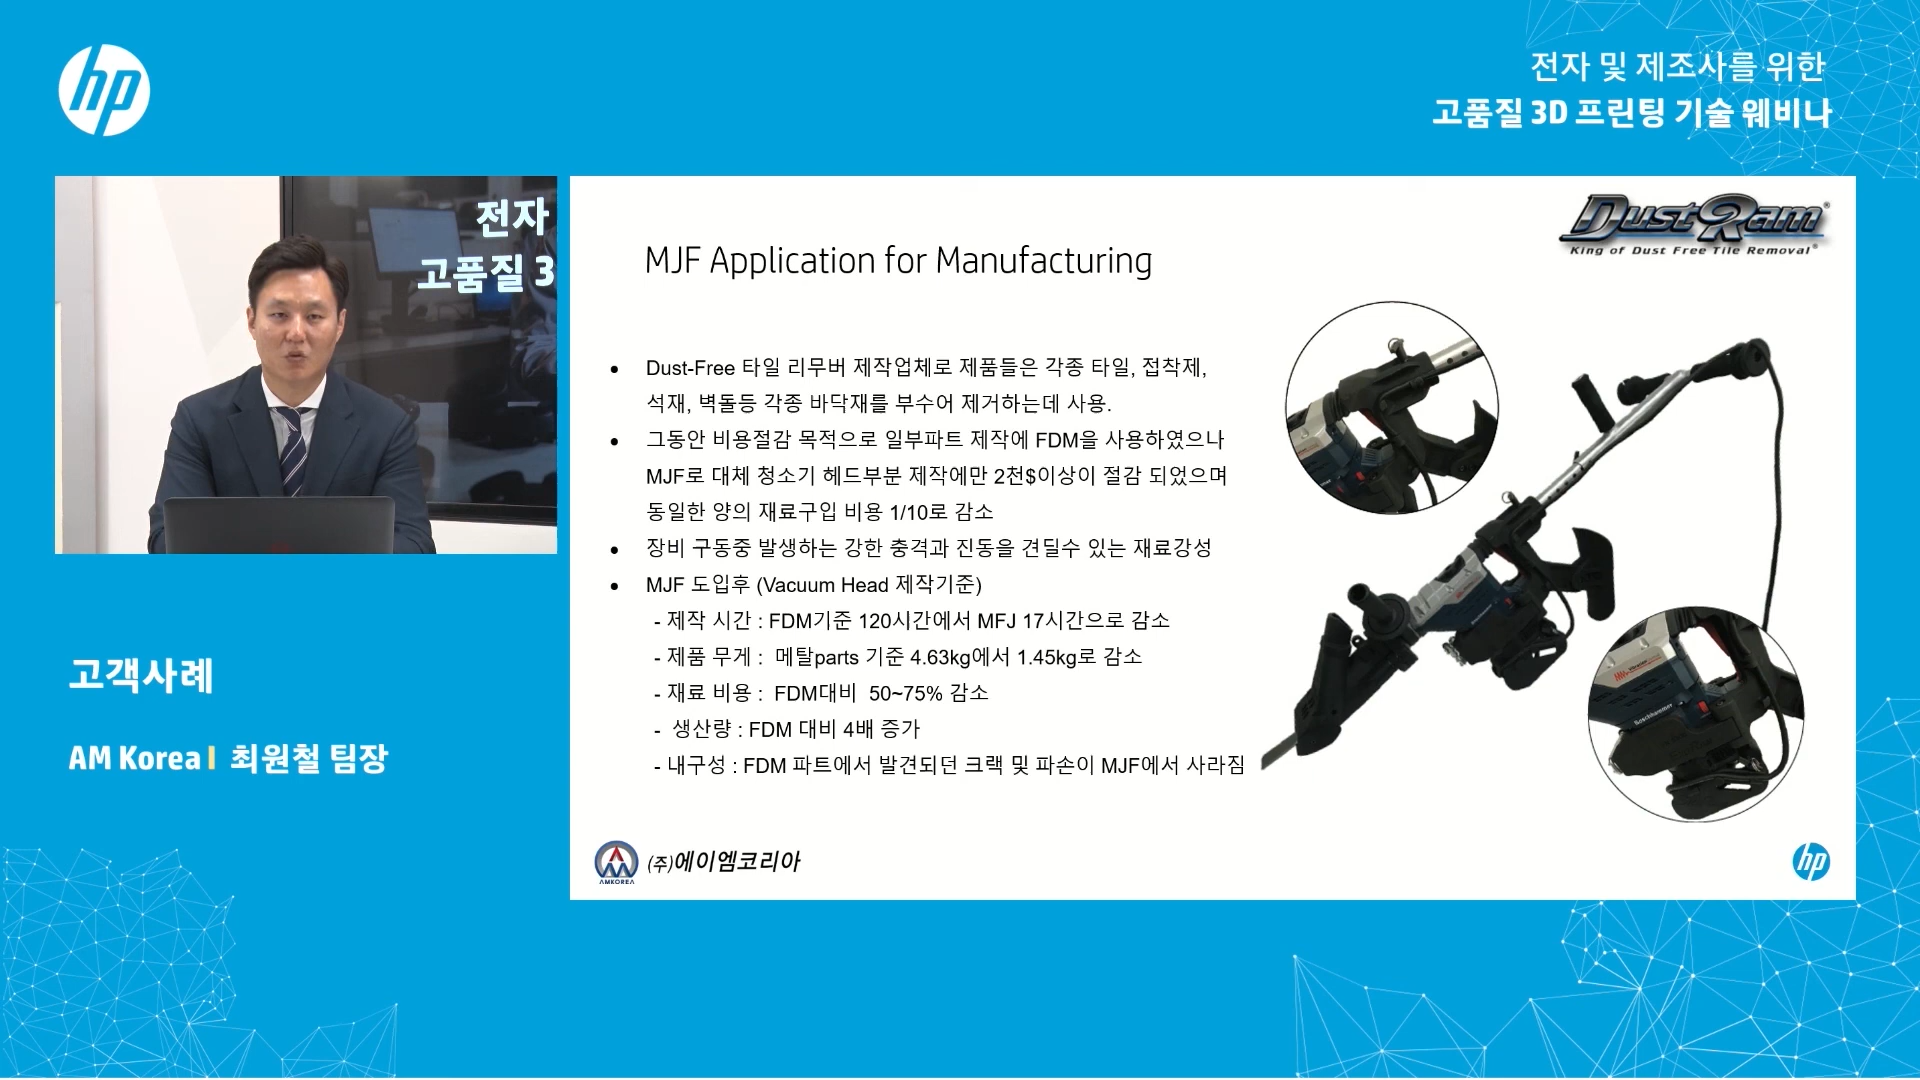 hp
전자 및 제조사를 위한
고품질 3D 프린팅 기술 웨비나
전자
고품질 3
고객사례
AM Korea I 최원철 팀장
DustRam®
King of Dust Free Tile Removal®
MJF Application for Manufacturing
• Dust-Free 타일 리무버 제작업체로 제품들은 각종 타일, 접착제,
석재, 벽돌등 각종 바닥재를 부수어 제거하는데 사용.
• 그동안 비용절감 목적으로 일부파트 제작에 FDM을 사용하였으나
MJF로 대체 청소기 헤드부분 제작에만 2천$이상이 절감 되었으며
동일한 양의 재료구입 비용 1/10로 감소
• 장비 구동중 발생하는 강한 충격과 진동을 견딜수 있는 재료강성
• MJF 도입후 (Vacuum Head 제작기준)
- 제작 시간 : FDM기준 120시간에서 MFJ 17시간으로 감소
- 제품 무게 : 메탈parts 기준 4.63kg에서 1.45kg로 감소
- 재료 비용 : FDM대비 50~75% 감소
- 생산량 : FDM 대비 4배 증가
- 내구성 : FDM 파트에서 발견되던 크랙 및 파손이 MJF에서 사라짐
AMKOREA
(주)에이엠코리아
hp